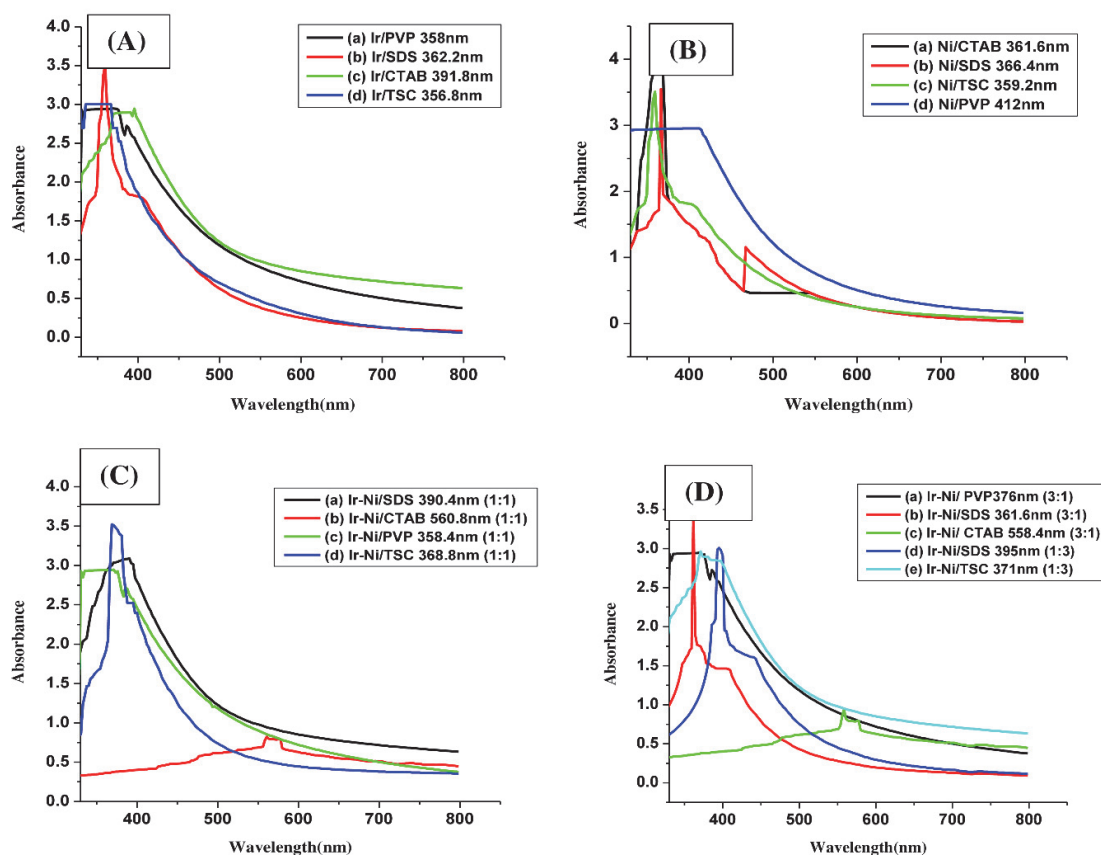 (A)
(a) Ir/PVP 358nm
(b) Ir/SDS 362.2nm
(c) Ir/CTAB 391.8nm
(d) Ir/TSC 356.8nm
4.0
3.5
3.0
2.5
2.0
1.5
1.0
0.5
0.0
Absorbance
400 500 600 700 800
Wavelength(nm)
(B)
(a) Ni/CTAB 361.6nm
(b) Ni/SDS 366.4nm
(c) Ni/TSC 359.2nm
(d) Ni/PVP 412nm
4
3
2
1
0
Absorbance
400 500 600 700 800
Wavelength(nm)
(C)
(a) Ir-Ni/SDS 390.4nm (1:1)
(b) Ir-Ni/CTAB 560.8nm (1:1)
(c) Ir-Ni/PVP 358.4nm (1:1)
(d) Ir-Ni/TSC 368.8nm (1:1)
4.0
3.5
3.0
2.5
2.0
1.5
1.0
0.5
0.0
Absorbance
400 500 600 700 800
Wavelength(nm)
(D)
(a) Ir-Ni/ PVP376nm (3:1)
(b) Ir-Ni/SDS 361.6nm (3:1)
(c) Ir-Ni/ CTAB 558.4nm (3:1)
(d) Ir-Ni/SDS 395nm (1:3)
(e) Ir-Ni/TSC 371nm (1:3)
3.5
3.0
2.5
2.0
1.5
1.0
0.5
0.0
Absorbance
400 500 600 700 800
Wavelength(nm)